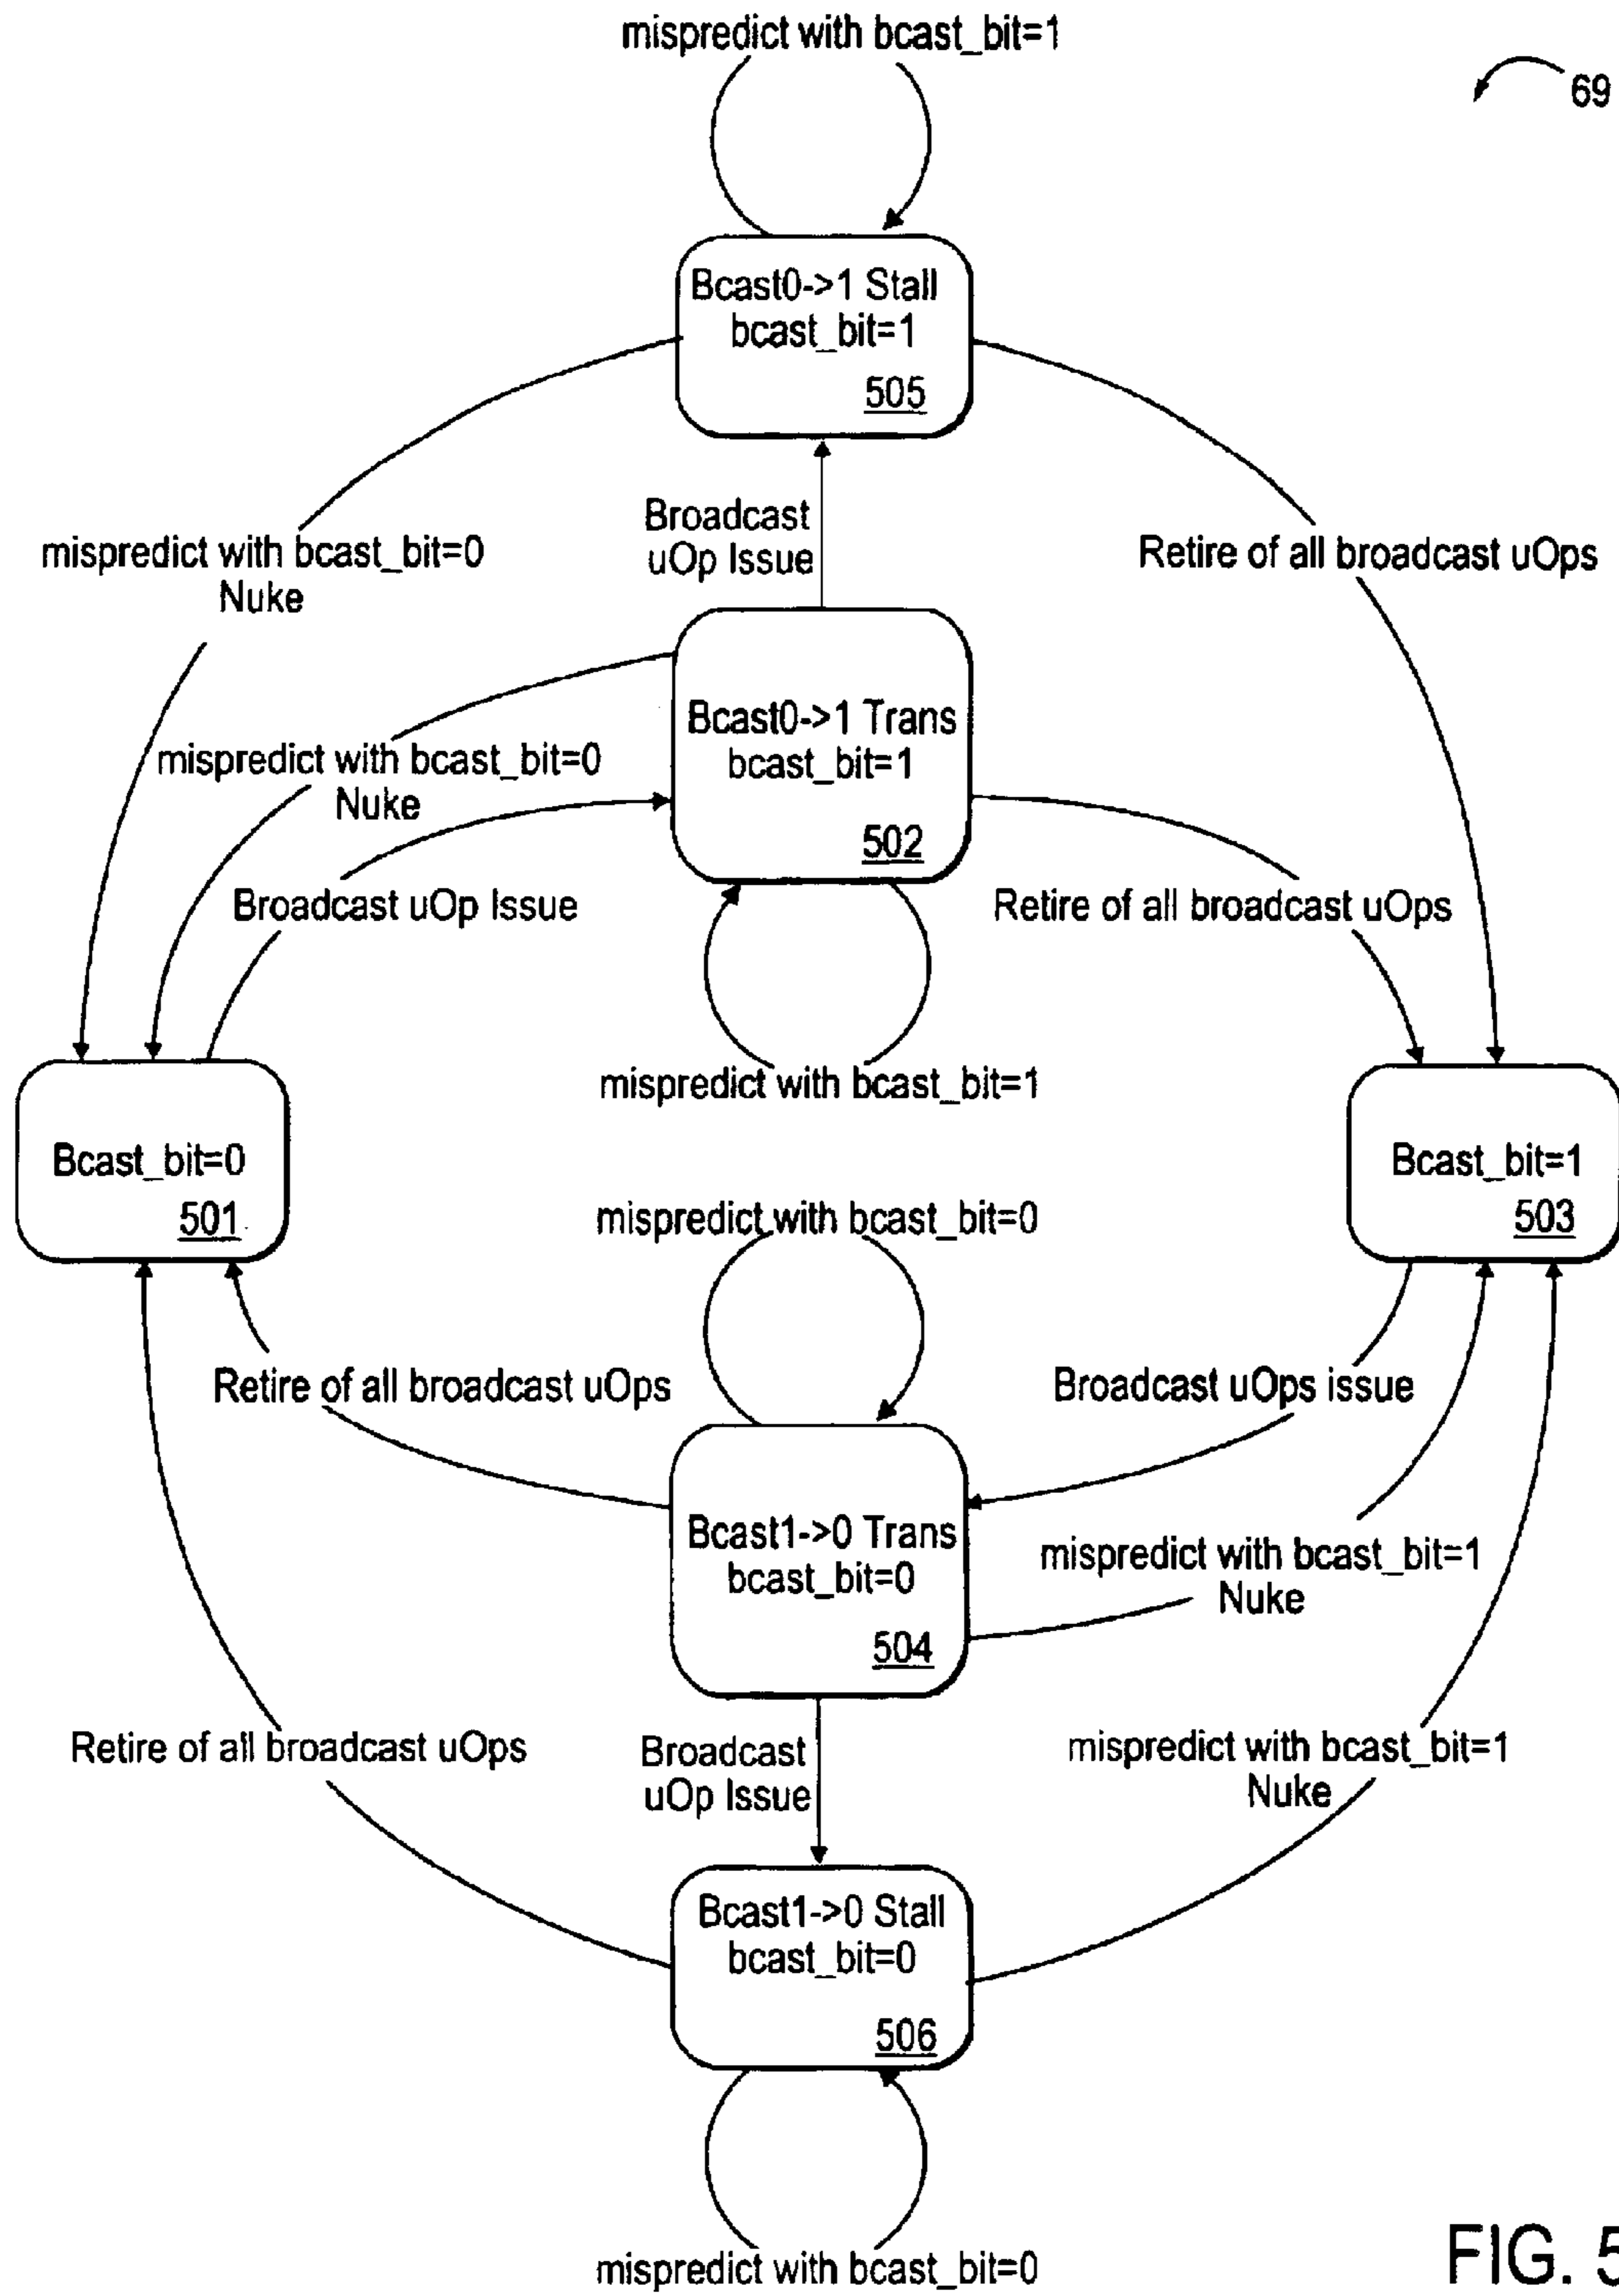 mispredict with bcast_bit=1
69
Bcast0->1 Stall
bcast_bit=1
505
Broadcast
uOp Issue
mispredict with bcast_bit=0
Nuke
Retire of all broadcast uOps
Bcast0->1 Trans
bcast_bit=1
502
mispredict with bcast_bit=0
Nuke
Broadcast uOp Issue
Retire of all broadcast uOps
mispredict with bcast_bit=1
Bcast_bit=0
501
Bcast_bit=1
503
mispredict with bcast_bit=0
Retire of all broadcast uOps
Broadcast uOps issue
Bcast1->0 Trans
bcast_bit=0
504
mispredict with bcast_bit=1
Nuke
Retire of all broadcast uOps
Broadcast
uOp Issue
mispredict with bcast_bit=1
Nuke
Bcast1->0 Stall
bcast_bit=0
506
mispredict with bcast_bit=0
FIG. 5